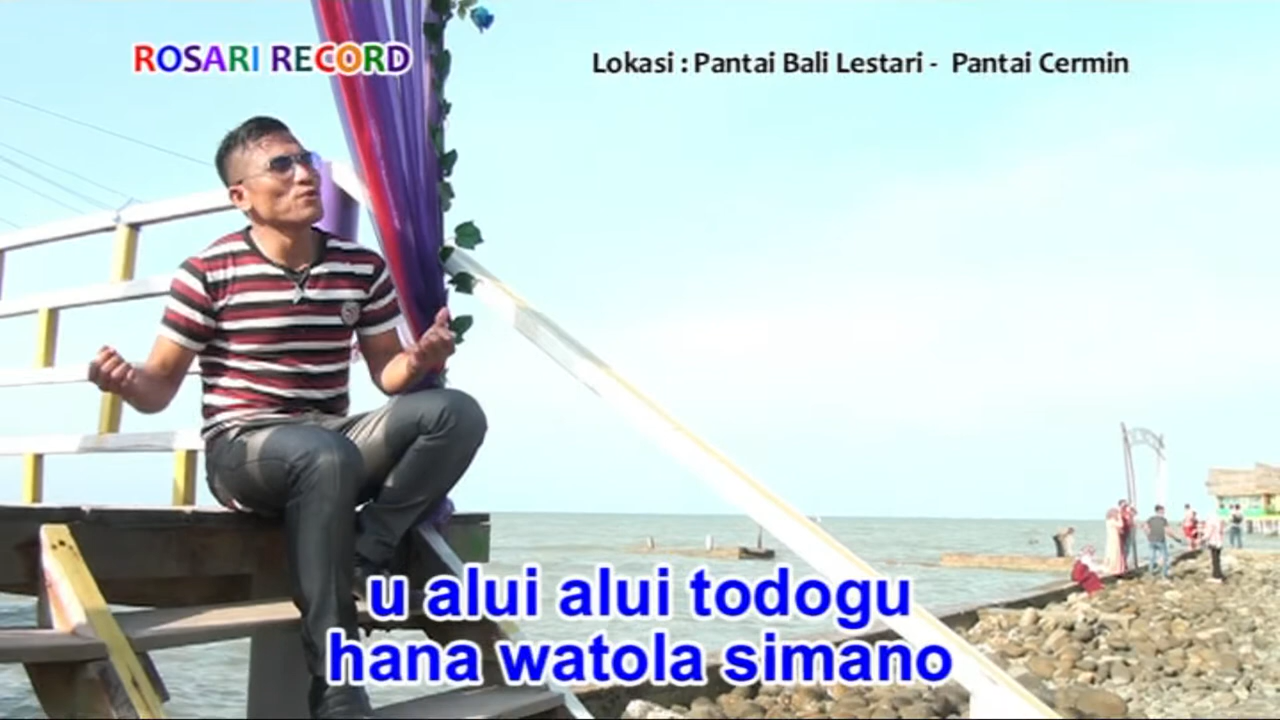 ROSARI RECORD
Lokasi : Pantai Bali Lestari - Pantai Cermin
u alui alui todogu
hana watola simano